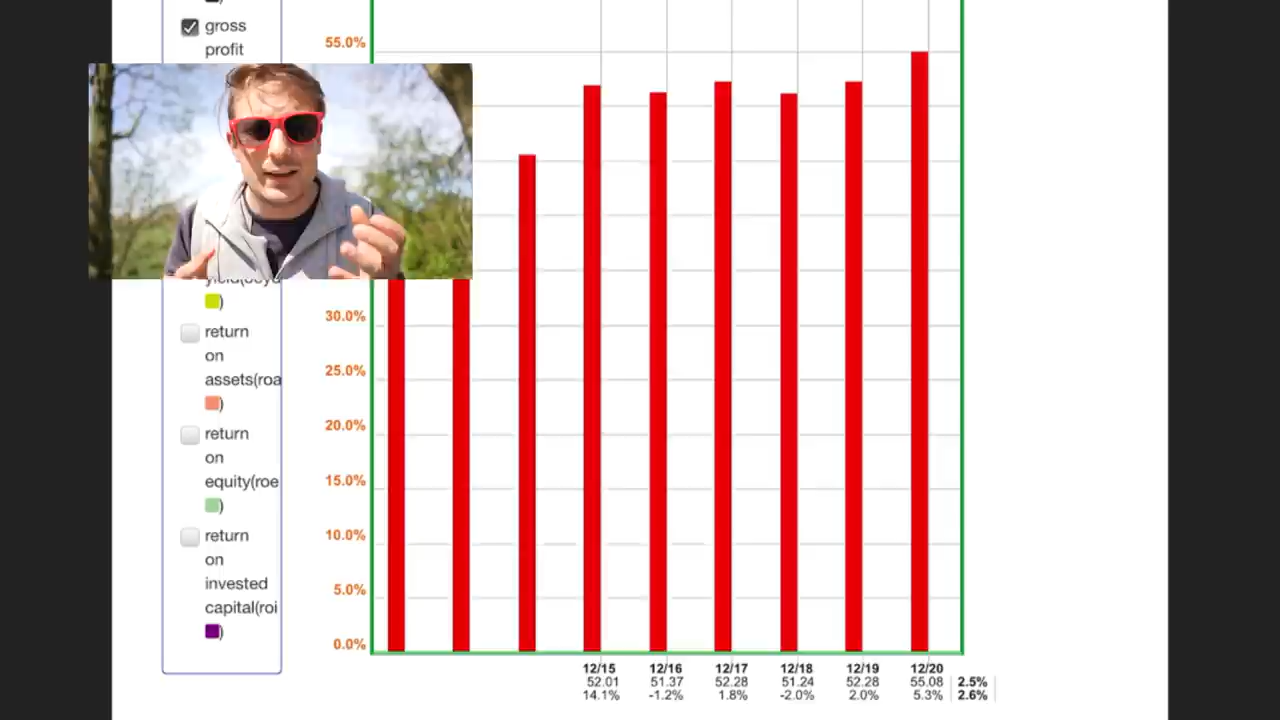 gross
profit
55.0%
)
return
on
assets(roa
)
return
on
equity(roe
)
return
on
invested
capital(roi
)
30.0%
25.0%
20.0%
15.0%
10.0%
5.0%
0.0%
12/15 12/16 12/17 12/18 12/19 12/20
52.01 51.37 52.28 51.24 52.28 55.08 2.5%
14.1% -1.2% 1.8% -2.0% 2.0% 5.3% 2.6%